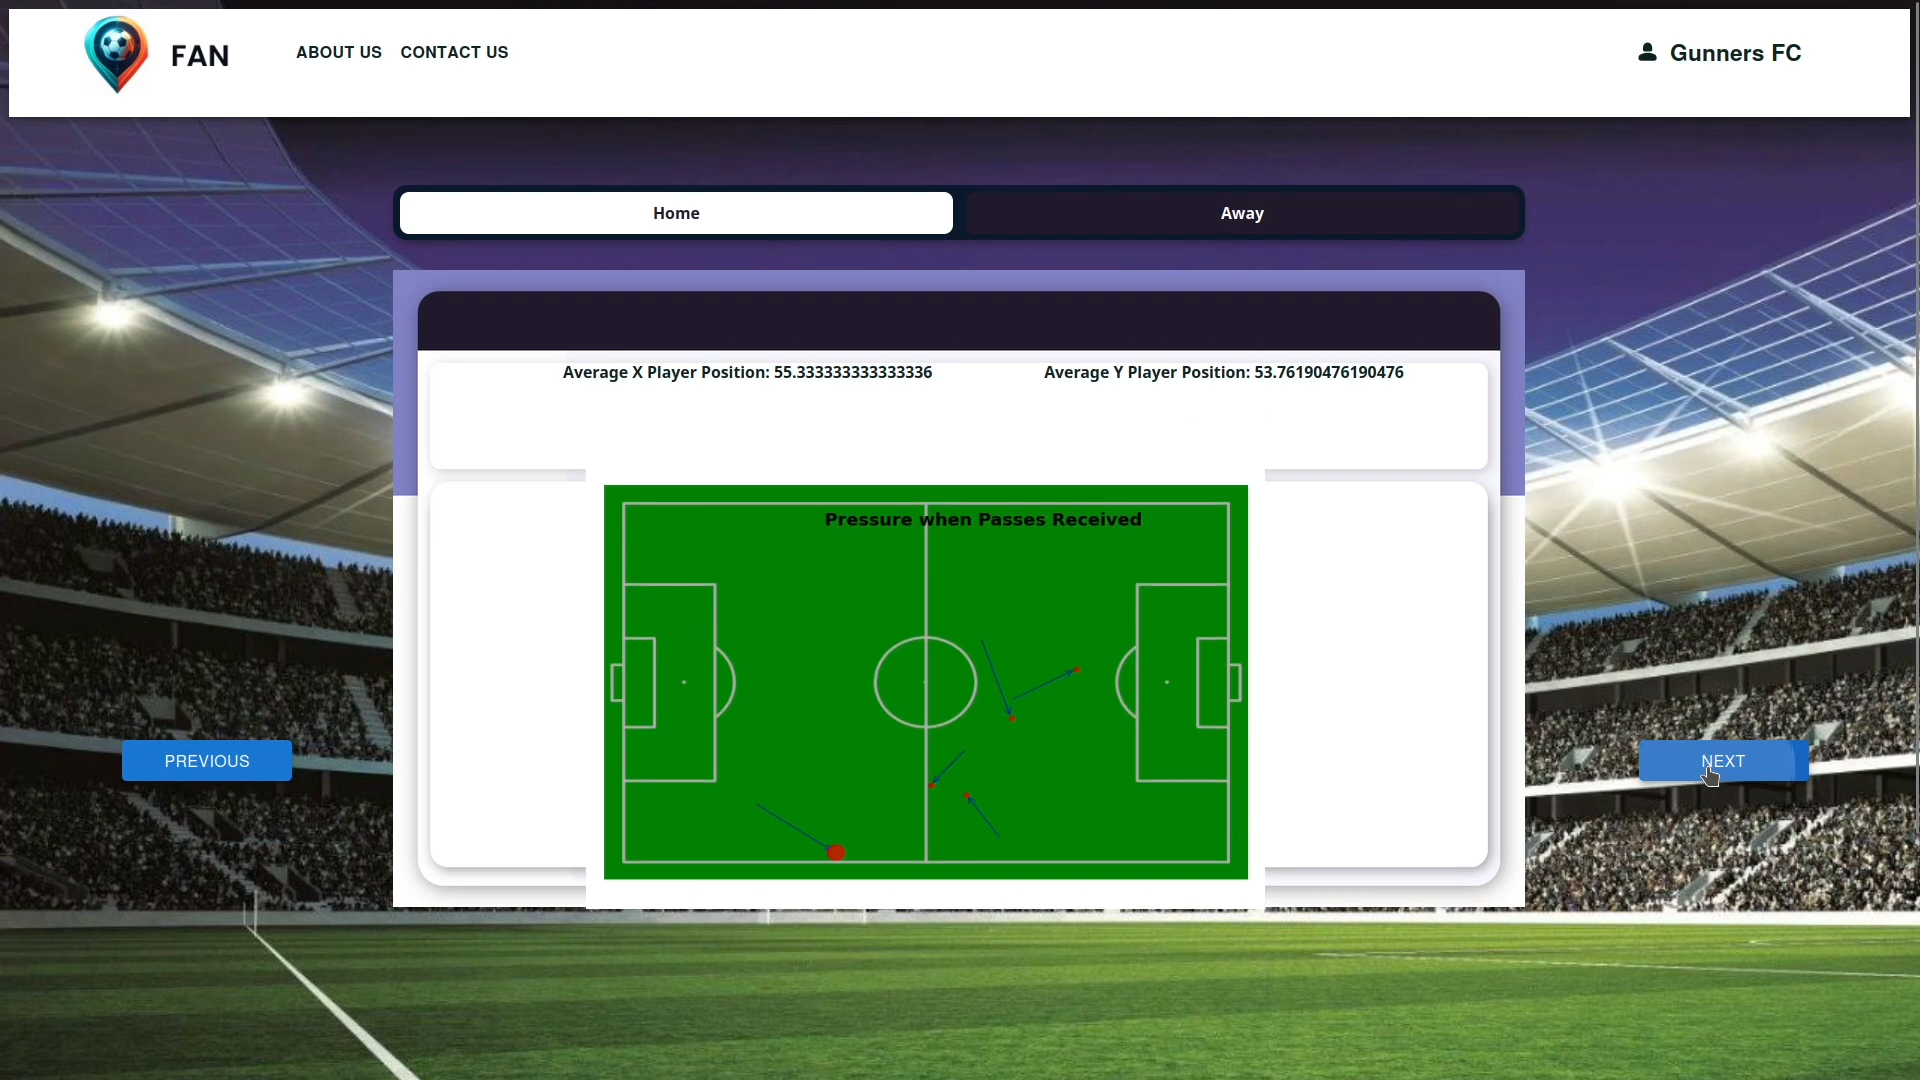 FAN
ABOUT US
CONTACT US
Gunners FC
Home
Away
Average X Player Position: 55.333333333333336
Average Y Player Position: 53.76190476190476
Pressure when Passes Received
PREVIOUS
NEXT